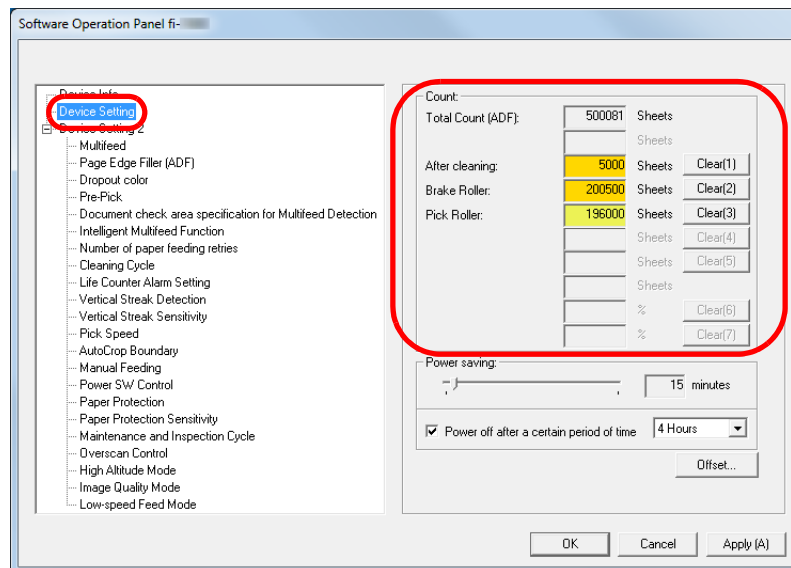 Software Operation Panel fi-
Device Info
Device Setting
Device Setting 2
Multifeed
Page Edge Filler (ADF)
Dropout color
Pre-Pick
Document check area specification for Multifeed Detection
Intelligent Multifeed Function
Number of paper feeding retries
Cleaning Cycle
Life Counter Alarm Setting
Vertical Streak Detection
Vertical Streak Sensitivity
Pick Speed
AutoCrop Boundary
Manual Feeding
Power SW Control
Paper Protection
Paper Protection Sensitivity
Maintenance and Inspection Cycle
Overscan Control
High Altitude Mode
Image Quality Mode
Low-speed Feed Mode
Count:
Total Count (ADF): 500081 Sheets
Sheets
After cleaning: 5000 Sheets Clear(1)
Brake Roller: 200500 Sheets Clear(2)
Pick Roller: 196000 Sheets Clear(3)
Sheets Clear(4)
Sheets Clear(5)
Sheets
% Clear(6)
% Clear(7)
Power saving:
15 minutes
Power off after a certain period of time 4 Hours
Offset...
OK Cancel Apply (A)